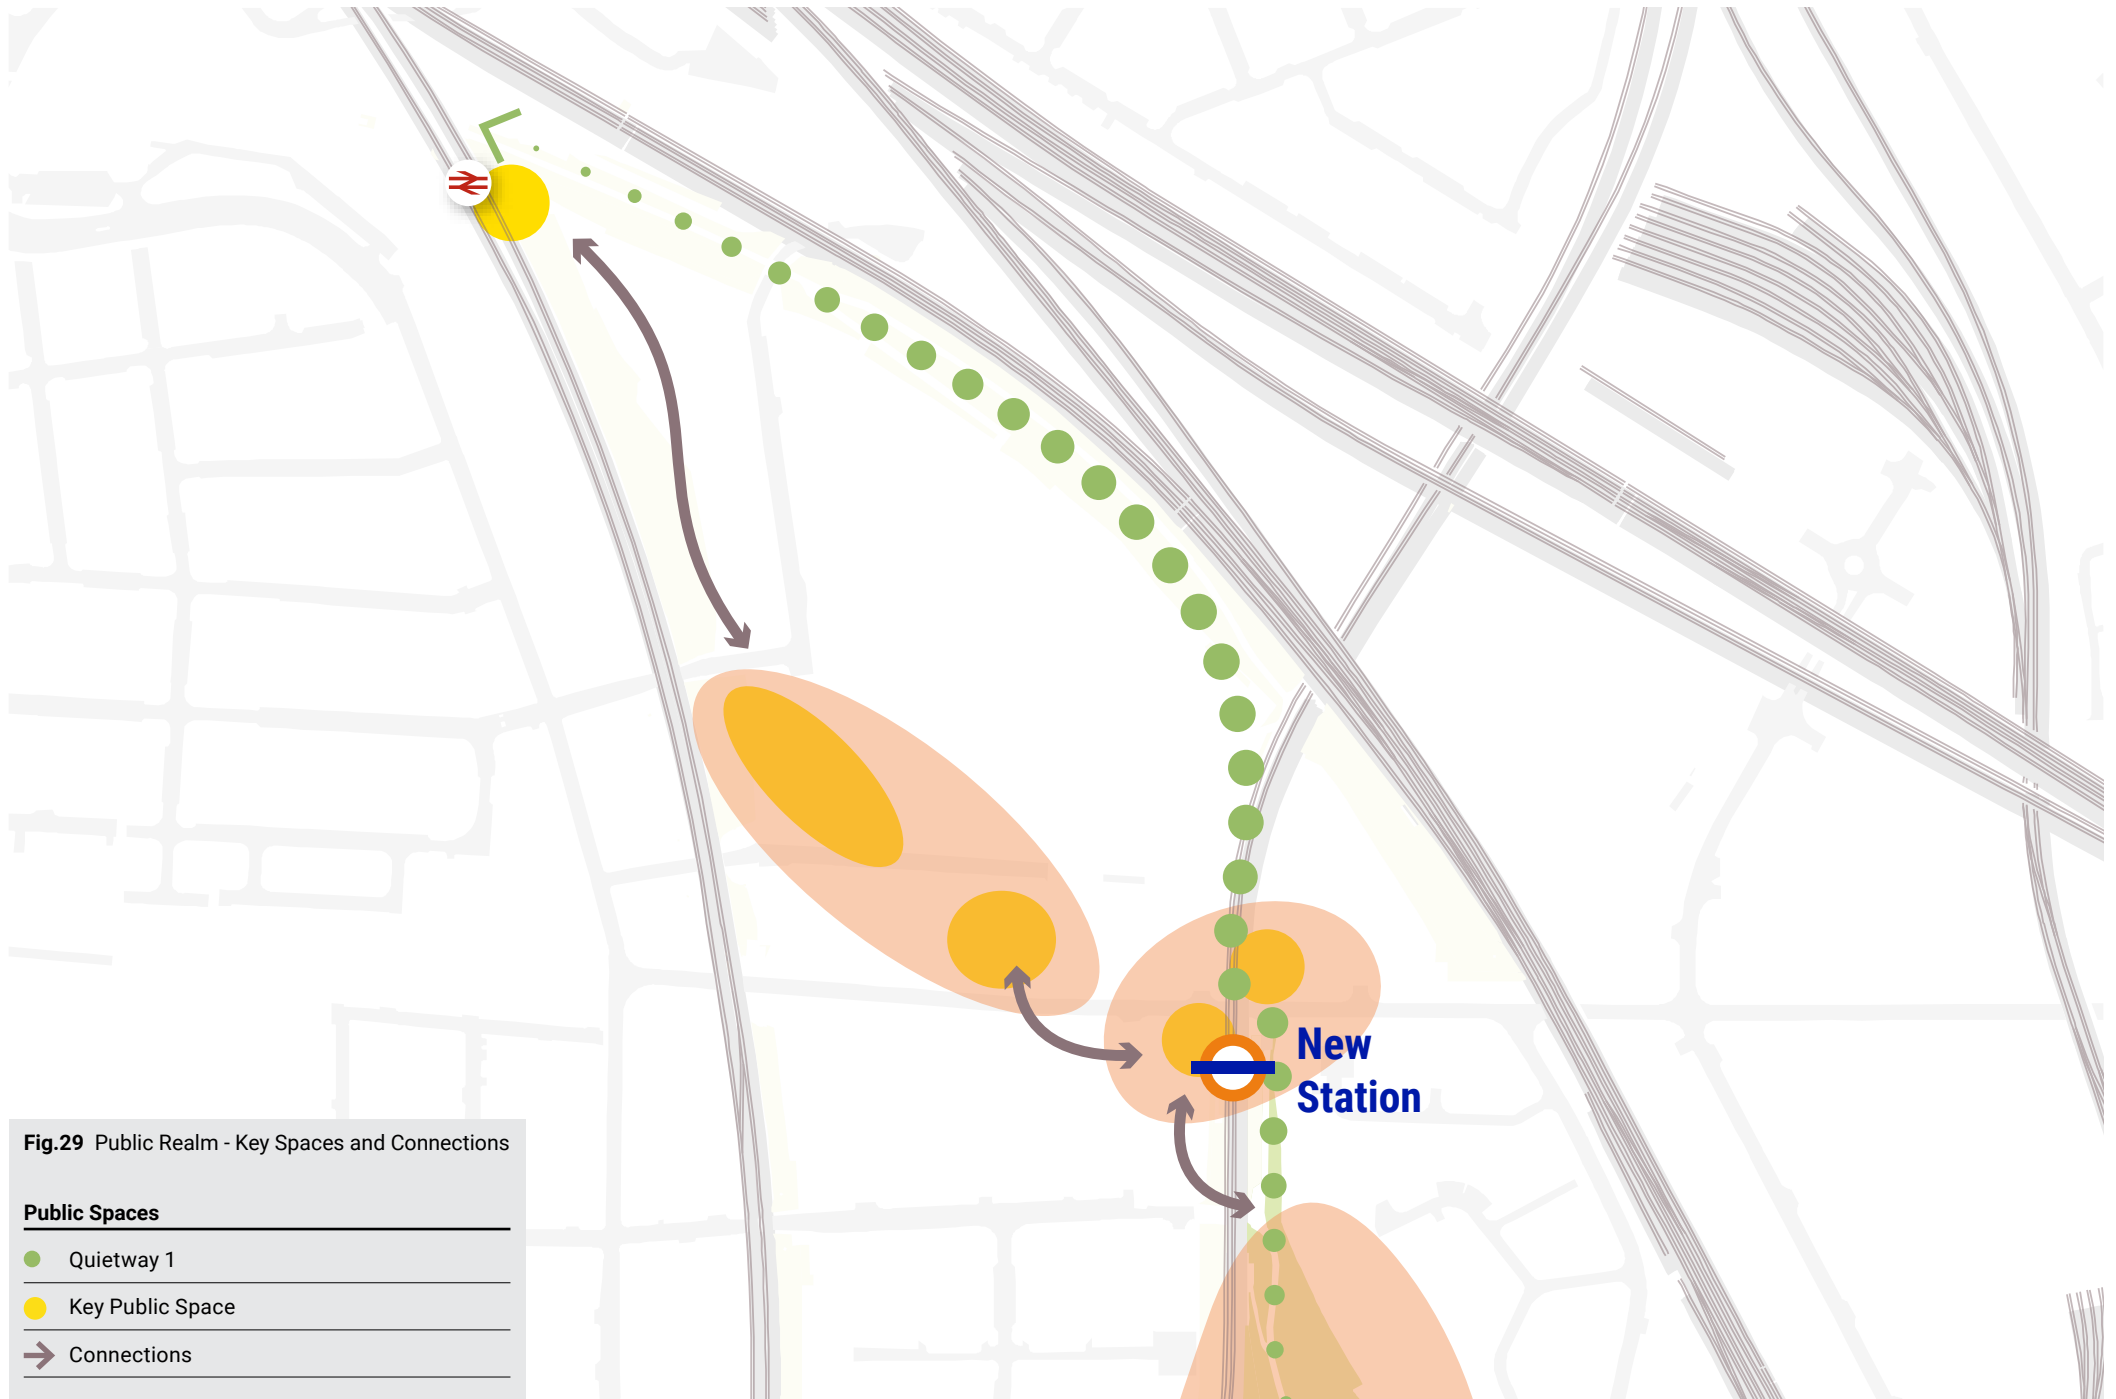 New
Station
Fig.29 Public Realm - Key Spaces and Connections
Public Spaces
Quietway 1
Key Public Space
Connections